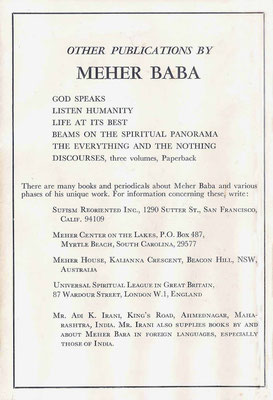 OTHER PUBLICATIONS BY
MEHER BABA
GOD SPEAKS
LISTEN HUMANITY
LIFE AT ITS BEST
BEAMS ON THE SPIRITUAL PANORAMA
THE EVERYTHING AND THE NOTHING
DISCOURSES, three volumes, Paperback
There are many books and periodicals about Meher Baba and various
phases of his unique work. For information concerning these, write:
Sufism Reoriented Inc., 1290 Sutter St., San Francisco,
Calif. 94109
Meher Center on the Lakes, P.O. Box 487,
Myrtle Beach, South Carolina, 29577
Meher House, Kalianna Crescent, Beacon Hill, NSW,
Australia
Universal Spiritual League in Great Britain,
87 Wardour Street, London W.1, England
Mr. Adi K. Irani, King's Road, Ahmednagar, Maha-
rashtra, India. Mr. Irani also supplies books by and
about Meher Baba in foreign languages, especially
those of India.